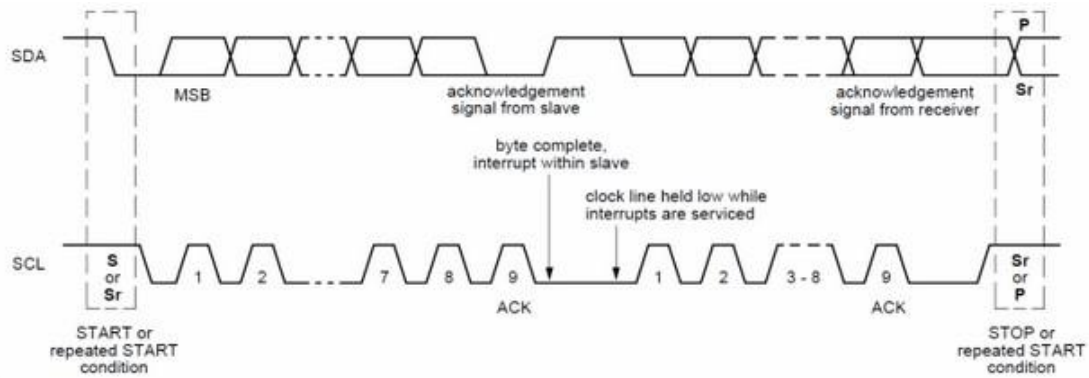 P
SDA
MSB
acknowledgement
signal from slave
acknowledgement
signal from receiver
Sr
byte complete,
interrupt within slave
clock line held low while
interrupts are serviced
SCL
S
or
Sr
1
2
7
8
9
1
2
3 - 8
9
Sr
or
P
ACK
ACK
START or
repeated START
condition
STOP or
repeated START
condition